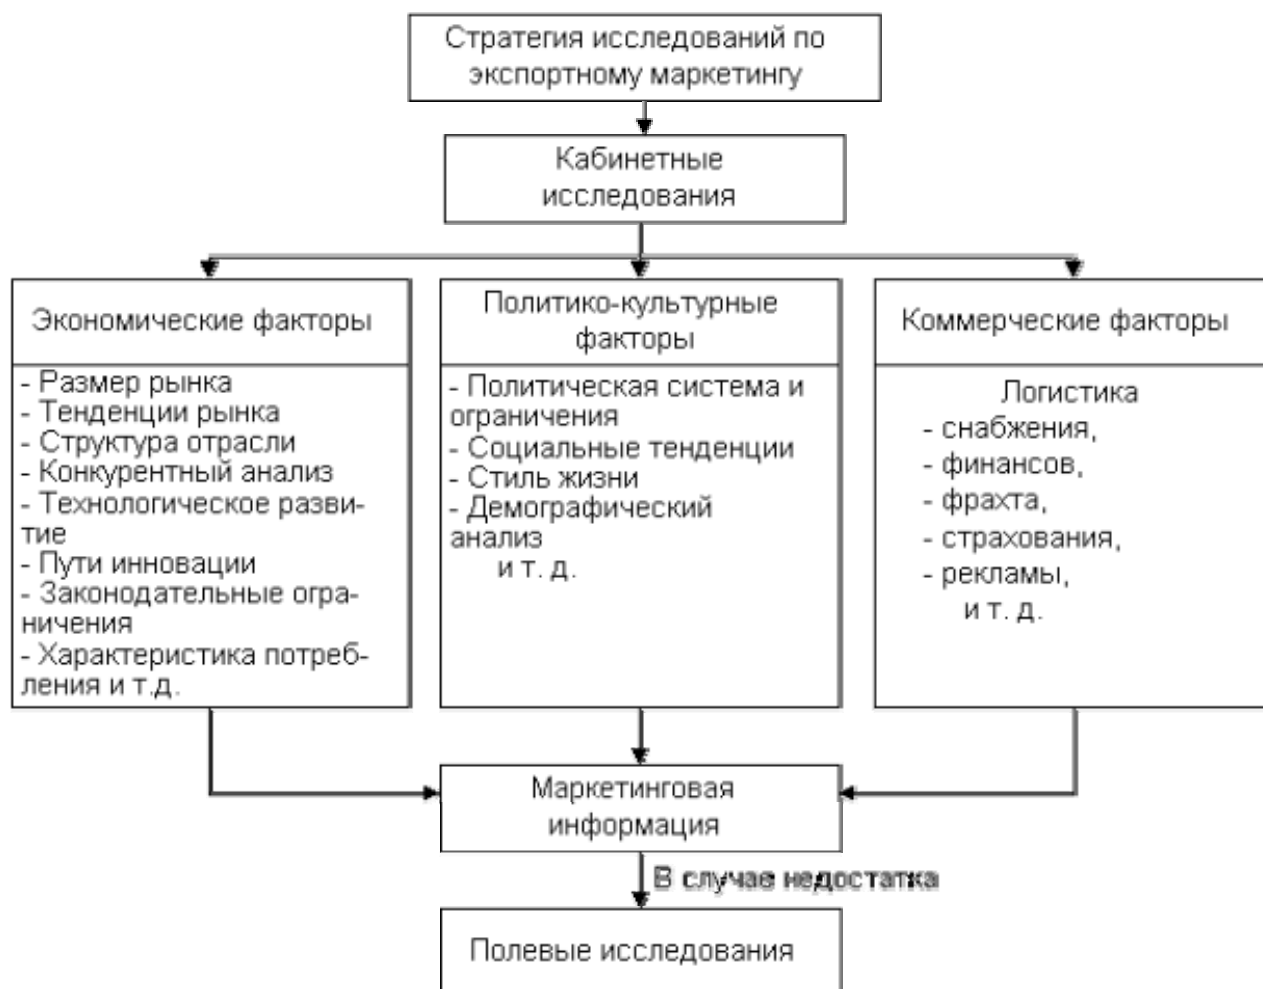 Стратегия исследований по
экспортному маркетингу
Кабинетные
исследования
Экономические факторы
- Размер рынка
- Тенденции рынка
- Структура отрасли
- Конкурентный анализ
- Технологическое разви-
тие
- Пути инновации
- Законодательные огра-
ничения
- Характеристика потреб-
ления и т.д.
Политико-культурные
факторы
- Политическая система и
ограничения
- Социальные тенденции
- Стиль жизни
- Демографический
анализ
и т. д.
Коммерческие факторы
Логистика
- снабжения,
- финансов,
- фрахта,
- страхования,
- рекламы,
и т. д.
Маркетинговая
информация
В случае недостатка
Полевые исследования